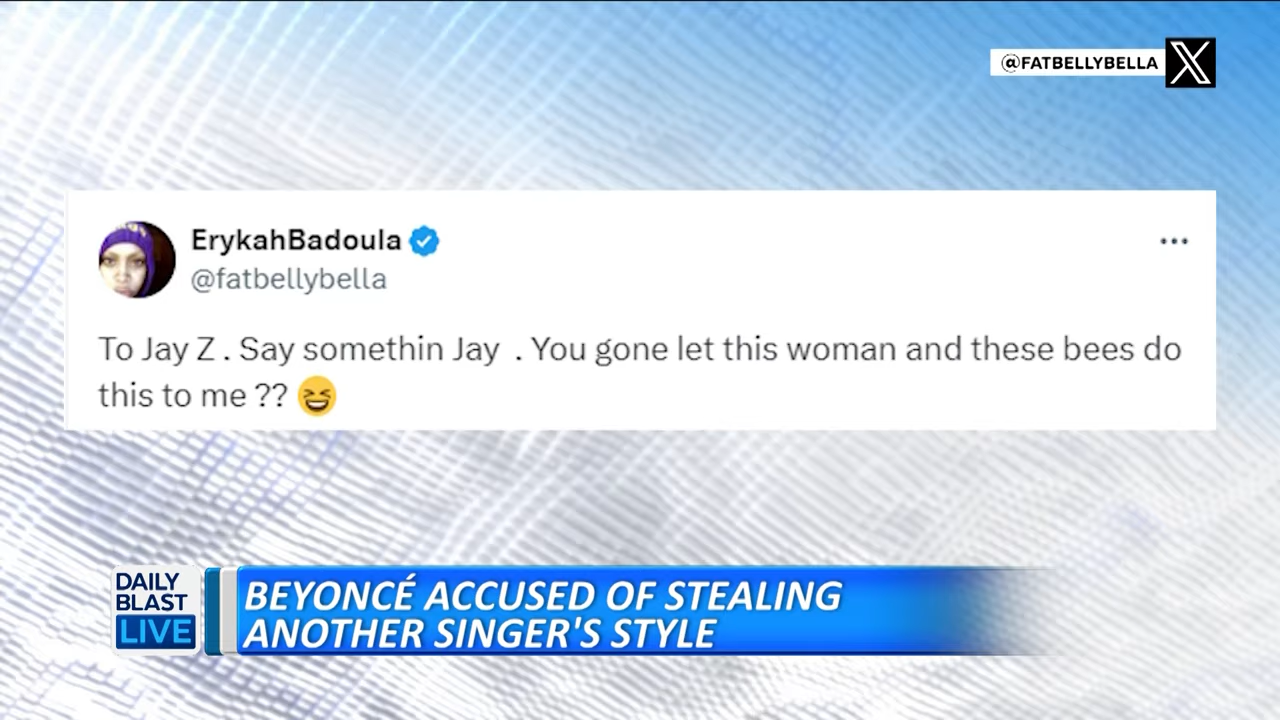 @FATBELLYBELLA
ErykahBadoula
@fatbellybella
To Jay Z . Say somethin Jay  . You gone let this woman and these bees do
this to me ?? 😆
DAILY
BLAST
LIVE
BEYONCÉ ACCUSED OF STEALING
ANOTHER SINGER'S STYLE